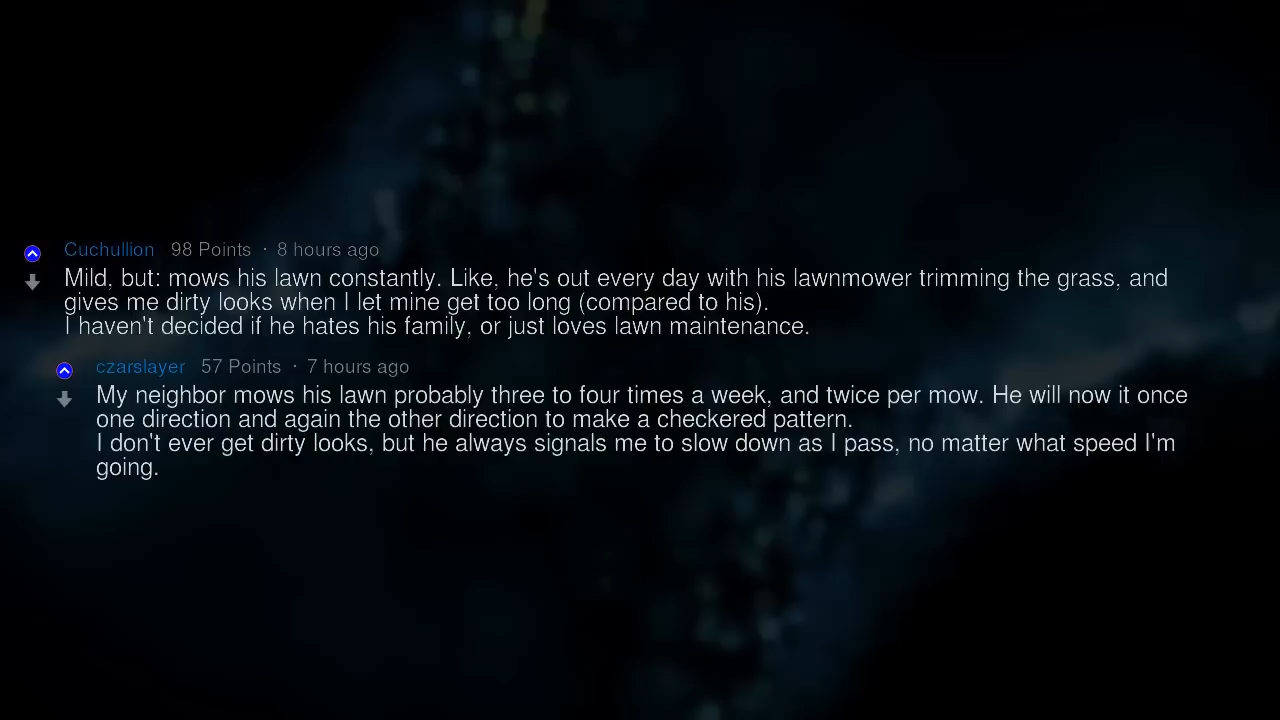 Cuchullion 98 Points · 8 hours ago
Mild, but: mows his lawn constantly. Like, he's out every day with his lawnmower trimming the grass, and
gives me dirty looks when I let mine get too long (compared to his).
I haven't decided if he hates his family, or just loves lawn maintenance.
czarslayer 57 Points · 7 hours ago
My neighbor mows his lawn probably three to four times a week, and twice per mow. He will now it once
one direction and again the other direction to make a checkered pattern.
I don't ever get dirty looks, but he always signals me to slow down as I pass, no matter what speed I'm
going.